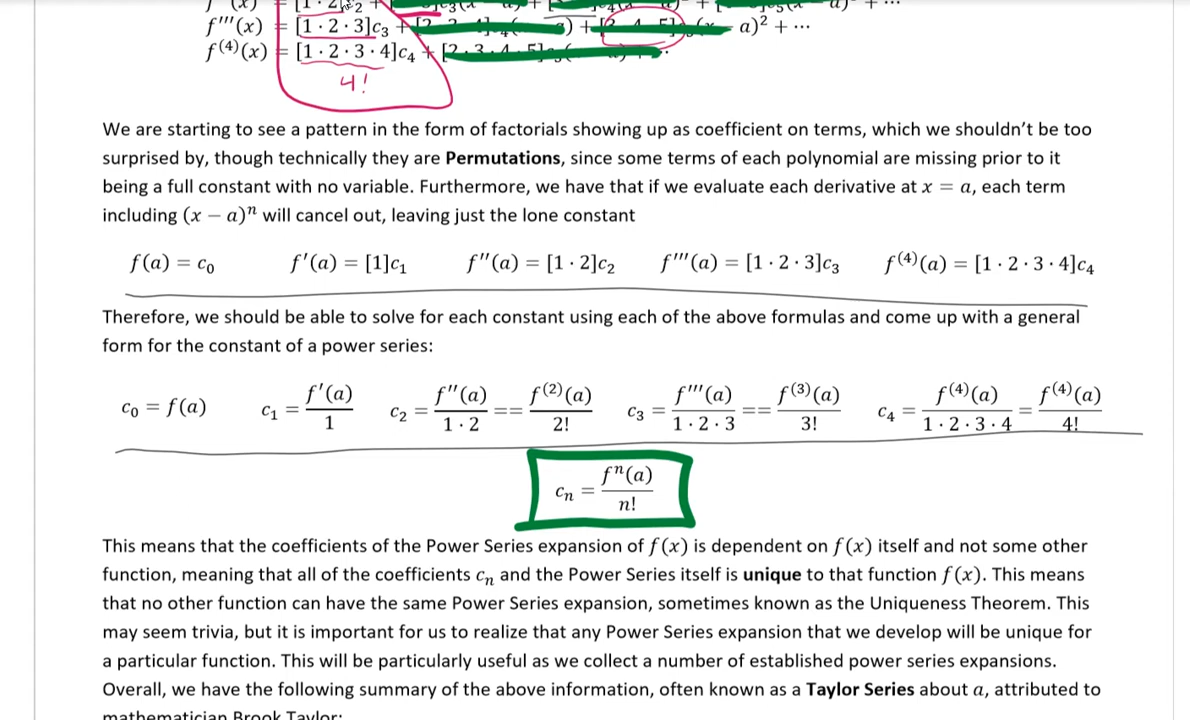 f'''(x) = [1 · 2 · 3]c₃ + a)² + ⋯
f⁽⁴⁾(x) = [1 · 2 · 3 · 4]c₄ + [2 · 3 · 4 · 5]
4!
We are starting to see a pattern in the form of factorials showing up as coefficient on terms, which we shouldn't be too
surprised by, though technically they are Permutations, since some terms of each polynomial are missing prior to it
being a full constant with no variable. Furthermore, we have that if we evaluate each derivative at x = a, each term
including (x − a)ⁿ will cancel out, leaving just the lone constant
f(a) = c₀ f'(a) = [1]c₁ f''(a) = [1 · 2]c₂ f'''(a) = [1 · 2 · 3]c₃ f⁽⁴⁾(a) = [1 · 2 · 3 · 4]c₄
Therefore, we should be able to solve for each constant using each of the above formulas and come up with a general
form for the constant of a power series:
c₀ = f(a) c₁ = f'(a)/1 c₂ = f''(a)/1 · 2 == f⁽²⁾(a)/2! c₃ = f'''(a)/1 · 2 · 3 == f⁽³⁾(a)/3! c₄ = f⁽⁴⁾(a)/1 · 2 · 3 · 4 = f⁽⁴⁾(a)/4!
cₙ = fⁿ(a)/n!
This means that the coefficients of the Power Series expansion of f(x) is dependent on f(x) itself and not some other
function, meaning that all of the coefficients cₙ and the Power Series itself is unique to that function f(x). This means
that no other function can have the same Power Series expansion, sometimes known as the Uniqueness Theorem. This
may seem trivia, but it is important for us to realize that any Power Series expansion that we develop will be unique for
a particular function. This will be particularly useful as we collect a number of established power series expansions.
Overall, we have the following summary of the above information, often known as a Taylor Series about a, attributed to
mathematician Brook Taylor: